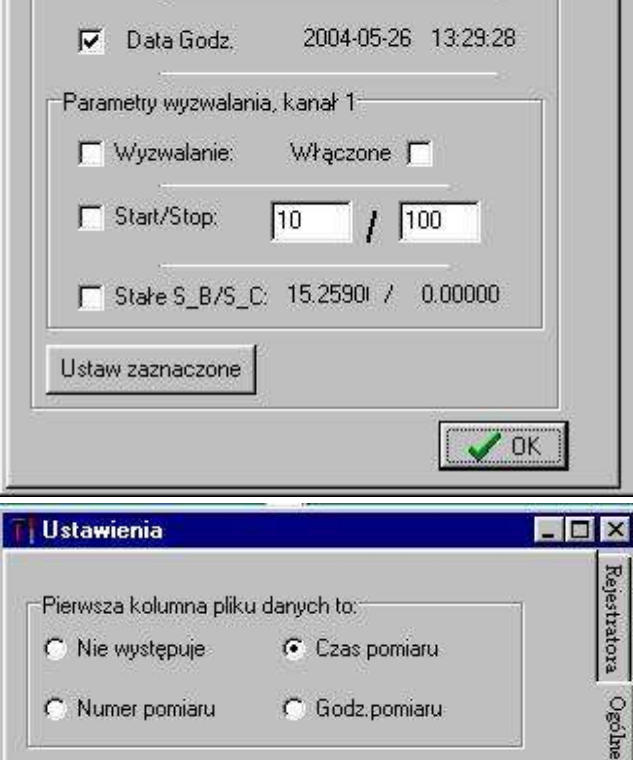 Data Godz. 2004-05-26 13:29:28
Parametry wyzwalania, kanał 1
Wyzwalanie: Włączone
Start/Stop: 10 / 100
Stałe S_B/S_C: 15.2590 / 0.00000
Ustaw zaznaczone
OK
Ustawienia
Rejestratora
Pierwsza kolumna pliku danych to:
Nie występuje Czas pomiaru
Numer pomiaru Godz.pomiaru
Ogólne